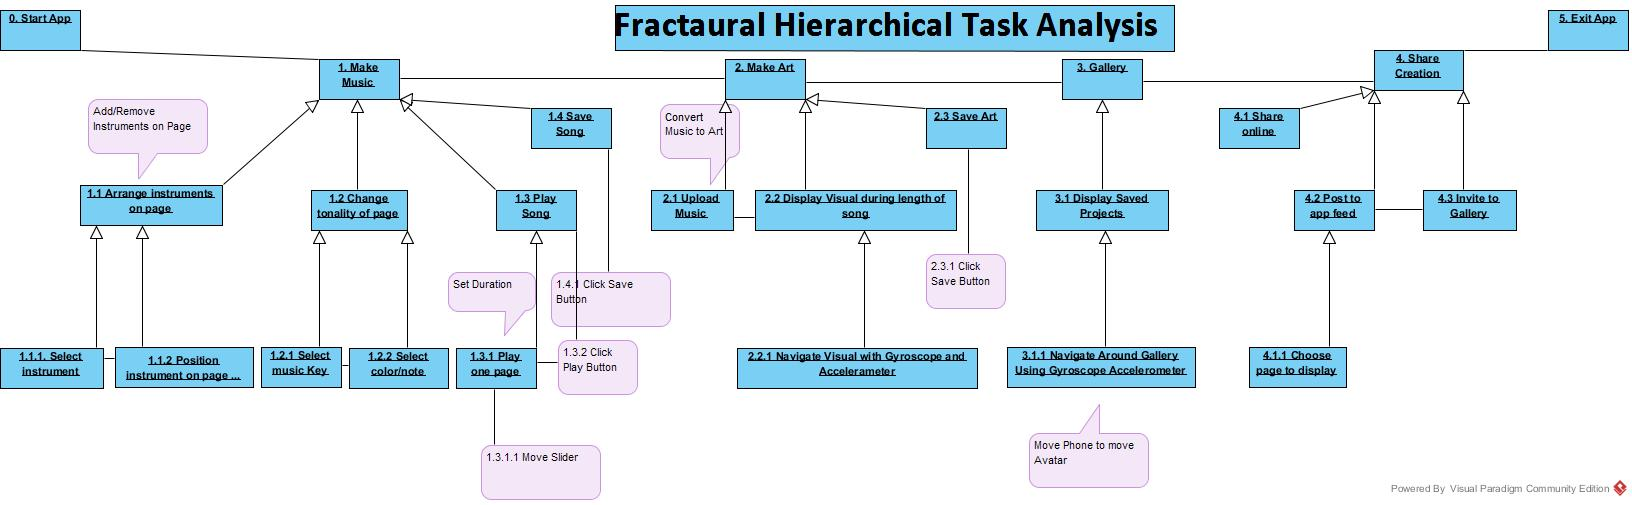 Fractaural Hierarchical Task Analysis
0. Start App
5. Exit App
1. Make
Music
2. Make Art
3. Gallery
4. Share
Creation
Add/Remove
Instruments on Page
1.4 Save
Song
Convert
Music to Art
2.3 Save Art
4.1 Share
online
1.1 Arrange instruments
on page
1.2 Change
tonality of page
1.3 Play
Song
2.1 Upload
Music
2.2 Display Visual during length of
song
3.1 Display Saved
Projects
4.2 Post to
app feed
4.3 Invite to
Gallery
Set Duration
1.4.1 Click Save
Button
2.3.1 Click
Save Button
1.1.1. Select
instrument
1.1.2 Position
instrument on page ...
1.2.1 Select
music Key
1.2.2 Select
color/note
1.3.1 Play
one page
1.3.2 Click
Play Button
2.2.1 Navigate Visual with Gyroscope and
Accelerameter
3.1.1 Navigate Around Gallery
Using Gyroscope Accelerometer
4.1.1 Choose
page to display
1.3.1.1 Move Slider
Move Phone to move
Avatar
Powered By Visual Paradigm Community Edition